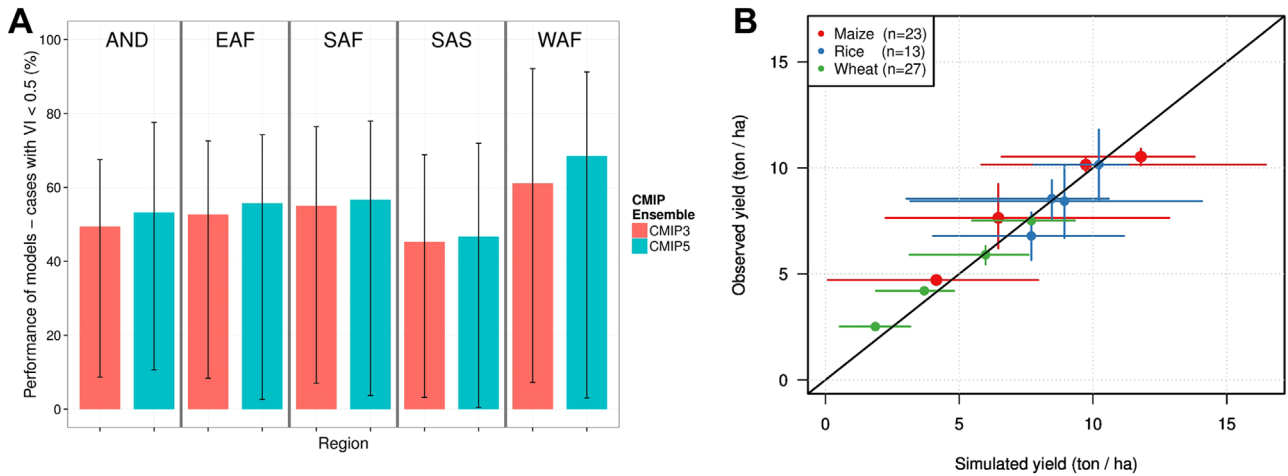 A
Performance of models – cases with VI < 0.5 (%)
100
80
60
40
20
0
AND
EAF
SAF
SAS
WAF
Region
CMIP
Ensemble
CMIP3
CMIP5
B
Maize (n=23)
Rice (n=13)
Wheat (n=27)
Observed yield (ton / ha)
15
10
5
0
0
5
10
15
Simulated yield (ton / ha)